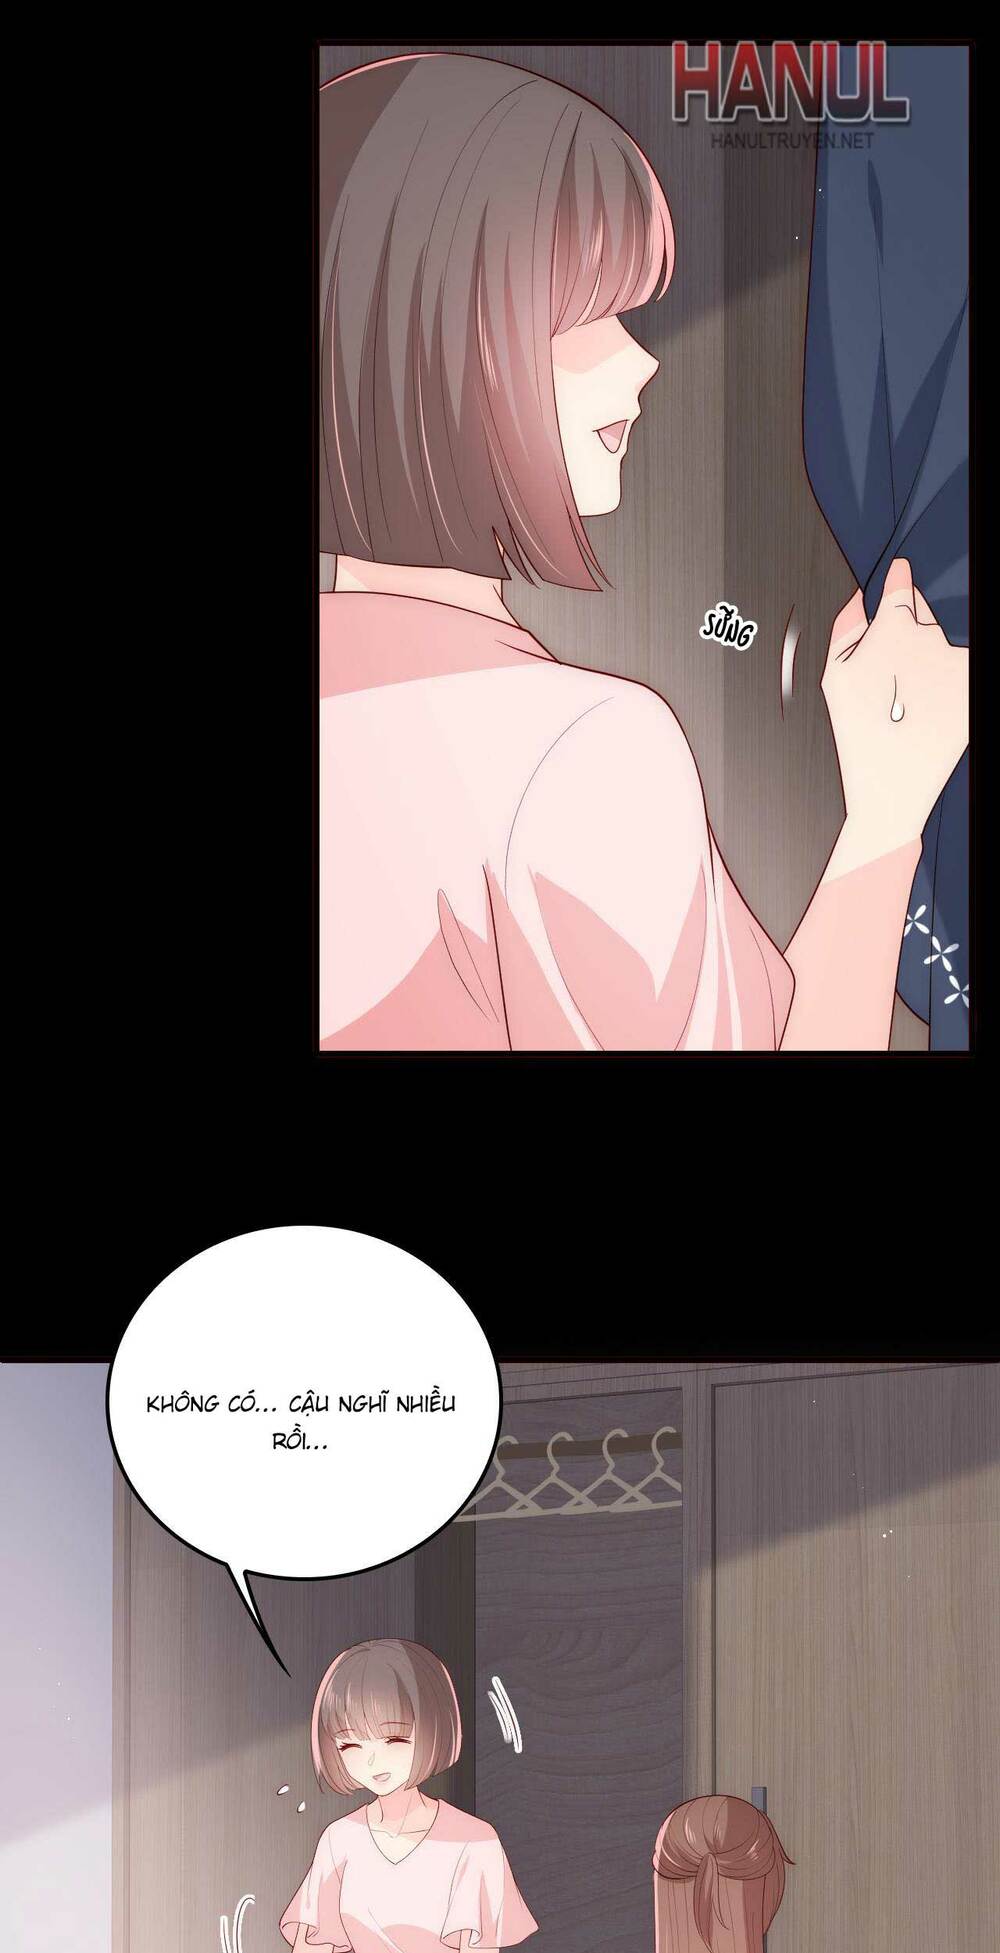 HANUL
HANULTRUYEN.NET
SỮNG
KHÔNG CÓ... CẬU NGHĨ NHIỀU
RỒI...